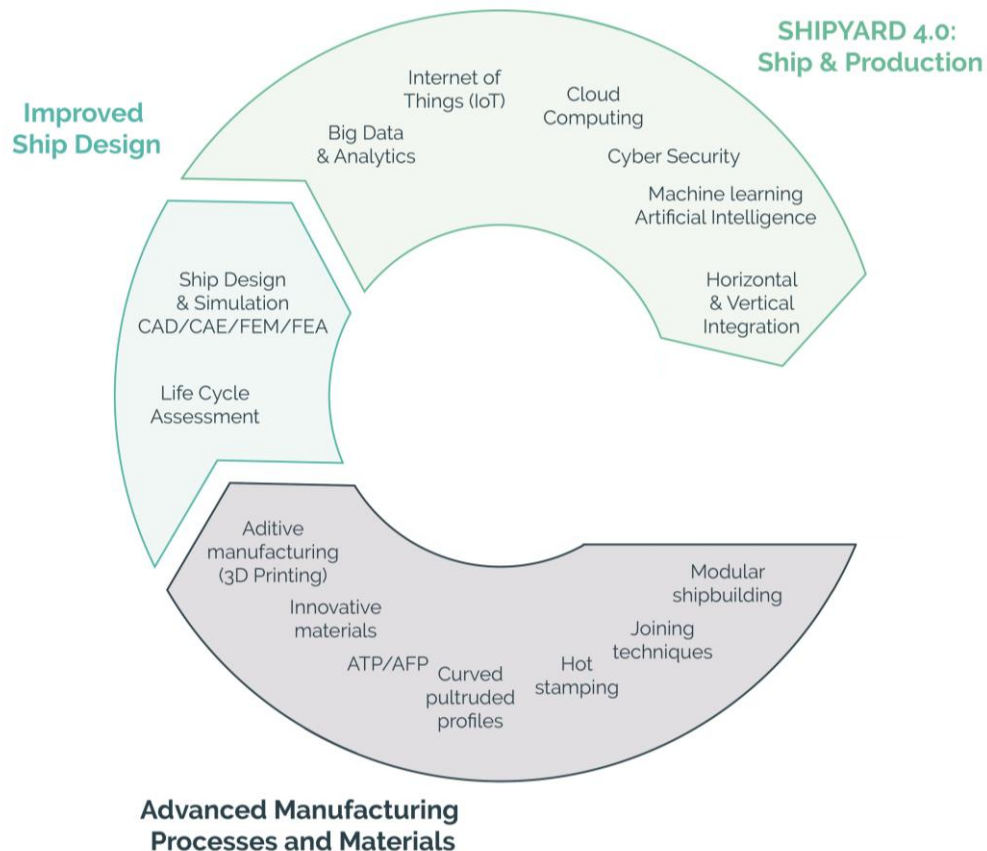 SHIPYARD 4.0:
Ship & Production
Internet of
Things (IoT)
Cloud
Computing
Big Data
& Analytics
Cyber Security
Machine learning
Artificial Intelligence
Horizontal
& Vertical
Integration
Improved
Ship Design
Ship Design
& Simulation
CAD/CAE/FEM/FEA
Life Cycle
Assessment
Aditive
manufacturing
(3D Printing)
Innovative
materials
ATP/AFP
Curved
pultruded
profiles
Hot
stamping
Joining
techniques
Modular
shipbuilding
Advanced Manufacturing
Processes and Materials